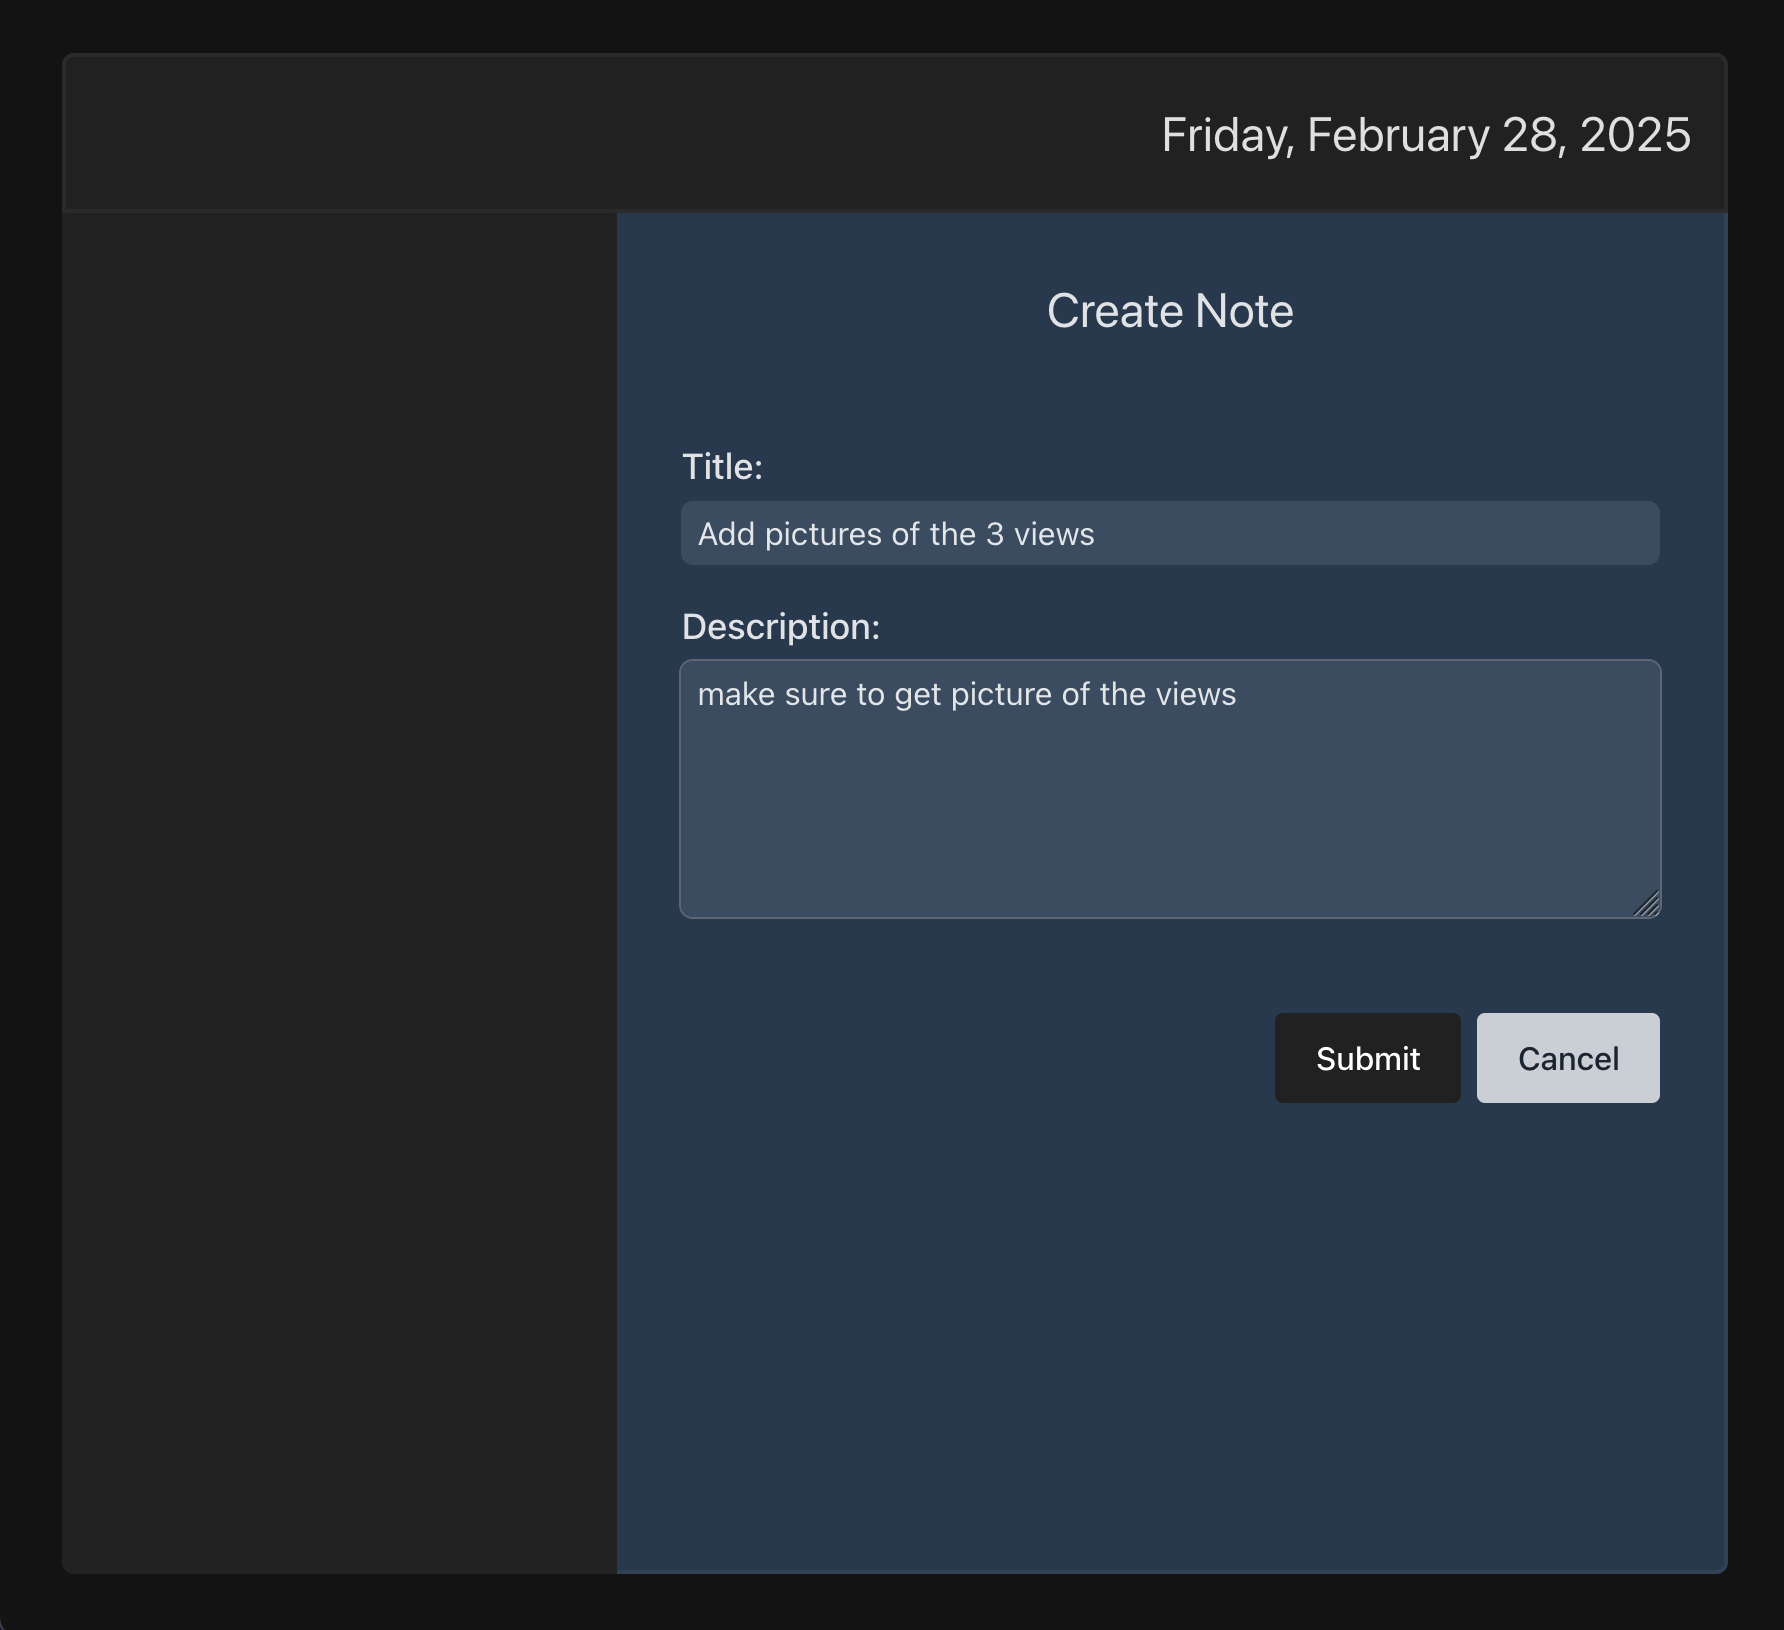 Friday, February 28, 2025
Create Note
Title:
Add pictures of the 3 views
Description:
make sure to get picture of the views
Submit
Cancel